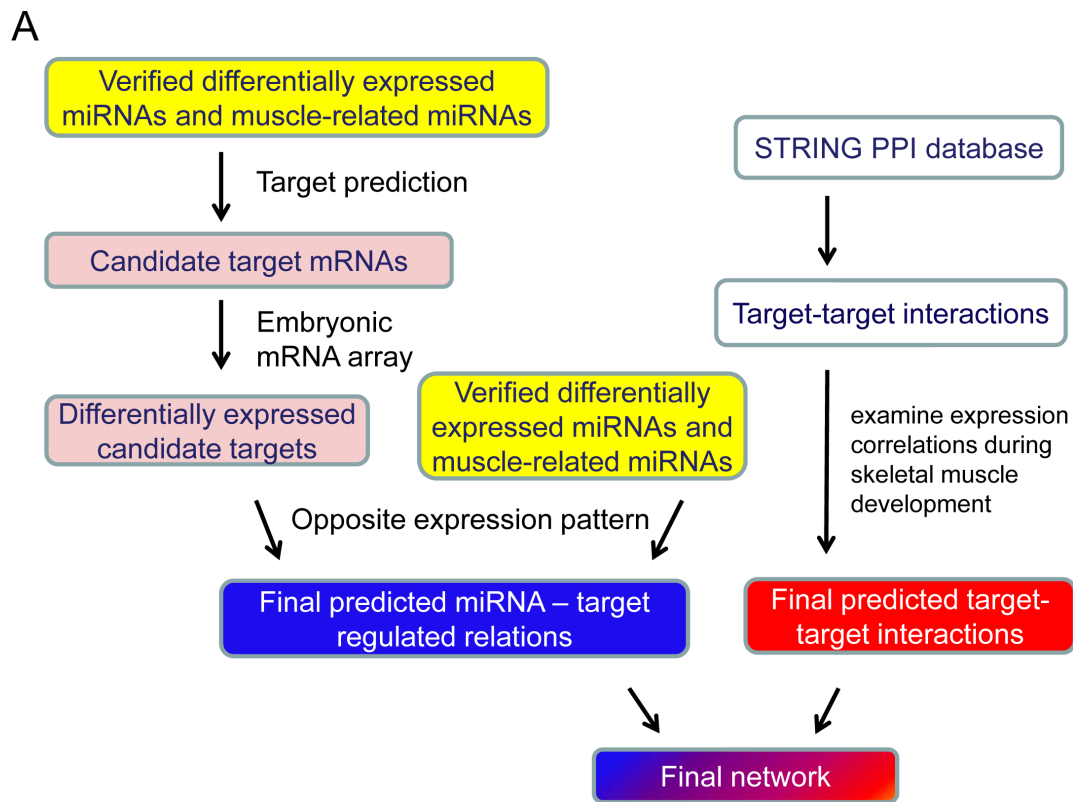 A
Verified differentially expressed
miRNAs and muscle-related miRNAs
Target prediction
Candidate target mRNAs
Embryonic
mRNA array
Differentially expressed
candidate targets
Verified differentially
expressed miRNAs and
muscle-related miRNAs
Opposite expression pattern
Final predicted miRNA – target
regulated relations
STRING PPI database
Target-target interactions
examine expression
correlations during
skeletal muscle
development
Final predicted target-
target interactions
Final network